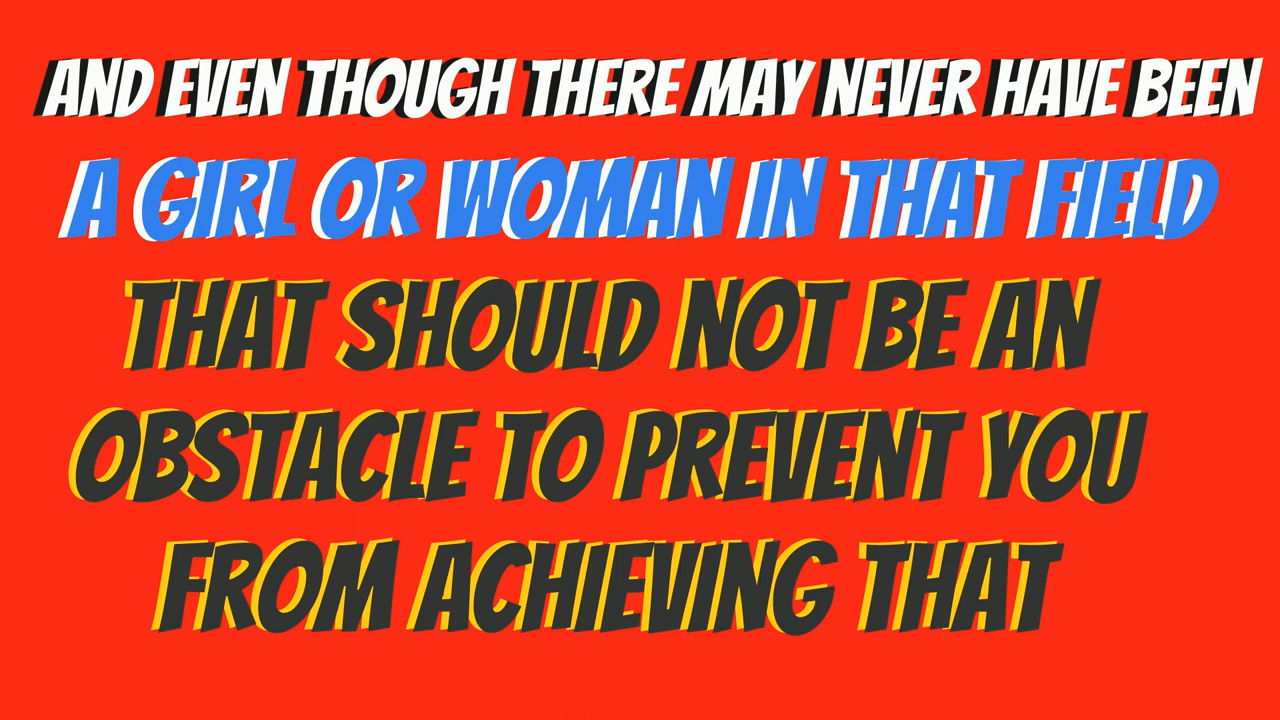 AND EVEN THOUGH THERE MAY NEVER HAVE BEEN
A GIRL OR WOMAN IN THAT FIELD
THAT SHOULD NOT BE AN
OBSTACLE TO PREVENT YOU
FROM ACHIEVING THAT